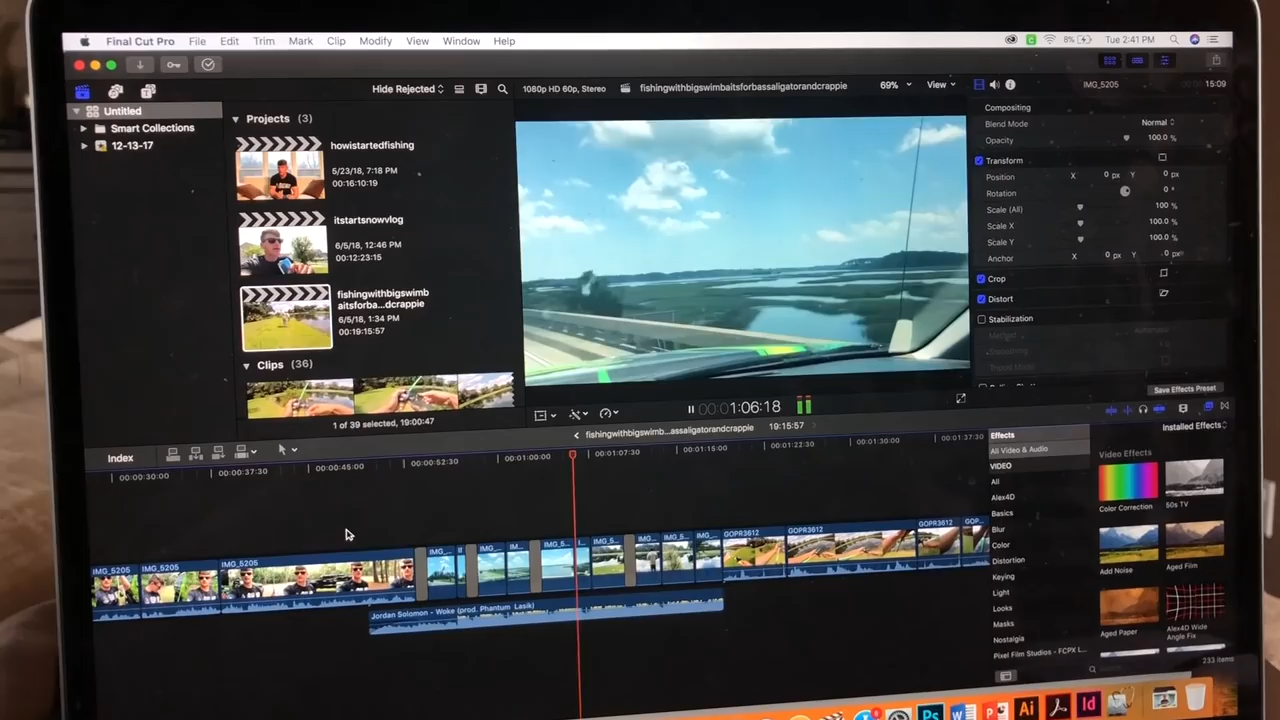 Final Cut Pro File Edit Trim Mark Clip Modify View Window Help
8% Tue 2:41 PM
Hide Rejected
1080p HD 60p, Stereo
fishingwithbigswimbaitsforbassaligatorandcrappie
69% View
IMG_5205
15:09
Untitled
Smart Collections
12-13-17
Projects (3)
howistartedfishing
5/23/18, 7:18 PM
00:16:10:19
itstartsnowvlog
6/5/18, 12:46 PM
00:12:23:15
fishingwithbigswimb
aitsforba...dcrappie
6/5/18, 1:34 PM
00:19:15:57
Clips (36)
1 of 39 selected, 19:00:47
Compositing
Blend Mode Normal
Opacity 100.0 %
Transform
Position X 0 px Y 0 px
Rotation 0 °
Scale (All) 100 %
Scale X 100.0 %
Scale Y 100.0 %
Anchor X 0 px Y 0 px
Crop
Distort
Stabilization
Save Effects Preset
00:00:1:06:18
Index
fishingwithbigswimb...assaligatorandcrappie 19:15:57
00:00:30:00 00:00:37:30 00:00:45:00 00:00:52:30 00:01:00:00 00:01:07:30 00:01:15:00 00:01:22:30 00:01:30:00 00:01:37:30
IMG_5205 IMG_5205 IMG_5205 IMG_... IMG_... IM... IMG_5... IMG_5... IMG_5... IMG_... GOPR3612 GOPR3612 GOPR3612 GOP...
Jordan Solomon - Woke (prod. Phantum Lasik)
Effects
Installed Effects
All Video & Audio
VIDEO
All
Alex4D
Basics
Blur
Color
Distortion
Keying
Light
Looks
Masks
Nostalgia
Pixel Film Studios - FCPX L...
Video Effects
Color Correction
50s TV
Add Noise
Aged Film
Aged Paper
Alex4D Wide
Angle Fix
233 items
Ps
W
P
Ai
Id